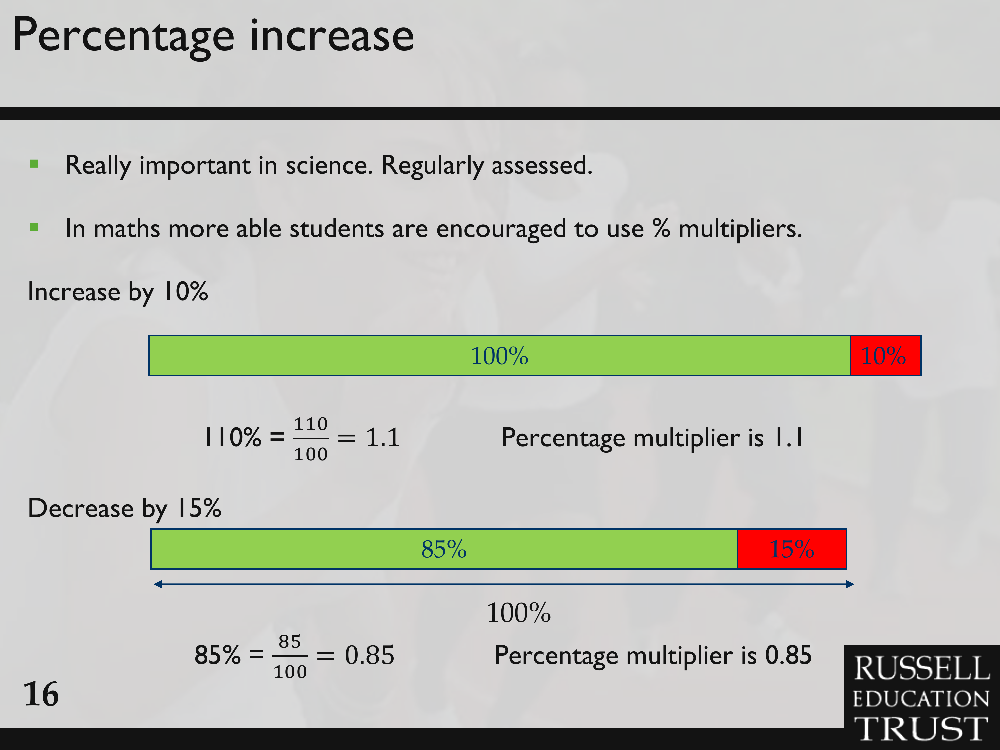 Percentage increase
▪ Really important in science. Regularly assessed.
▪ In maths more able students are encouraged to use % multipliers.
Increase by 10%
100% 10%
110% = 110/100 = 1.1 Percentage multiplier is 1.1
Decrease by 15%
85% 15%
100%
85% = 85/100 = 0.85 Percentage multiplier is 0.85
16
RUSSELL
EDUCATION
TRUST